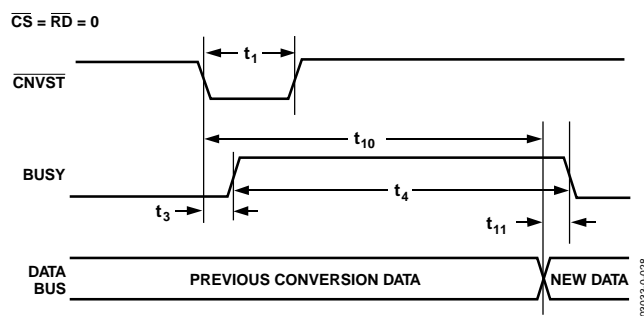 CS = RD = 0
t1
CNVST
t10
BUSY
t4
t3
t11
DATA
BUS
PREVIOUS CONVERSION DATA
NEW DATA